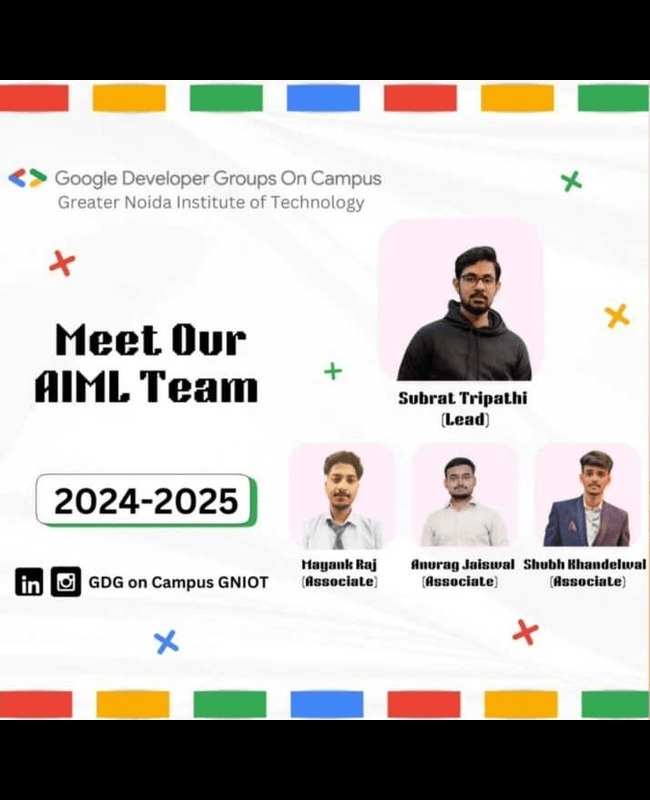 Google Developer Groups On Campus
Greater Noida Institute of Technology
Meet Our
AIML Team
2024-2025
in GDG on Campus GNIOT
Subrat Tripathi
(Lead)
Mayank Raj
(Associate)
Anurag Jaiswal
(Associate)
Shubh Khandelwal
(Associate)